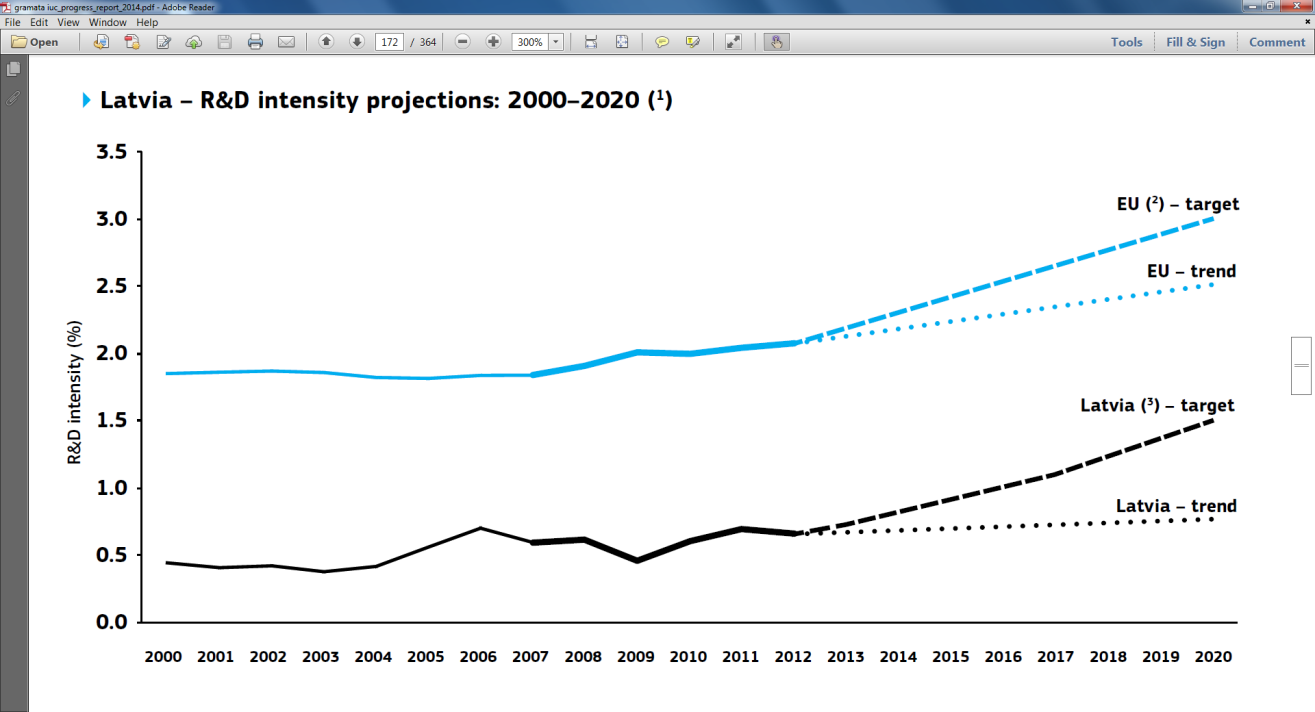 gramata iuc_progress_report_2014.pdf - Adobe Reader
File Edit View Window Help
Open 172 / 364 300% Tools Fill & Sign Comment
Latvia – R&D intensity projections: 2000–2020 (¹)
3.5
3.0
2.5
2.0
1.5
1.0
0.5
0.0
R&D intensity (%)
EU (²) – target
EU – trend
Latvia (³) – target
Latvia – trend
2000 2001 2002 2003 2004 2005 2006 2007 2008 2009 2010 2011 2012 2013 2014 2015 2016 2017 2018 2019 2020